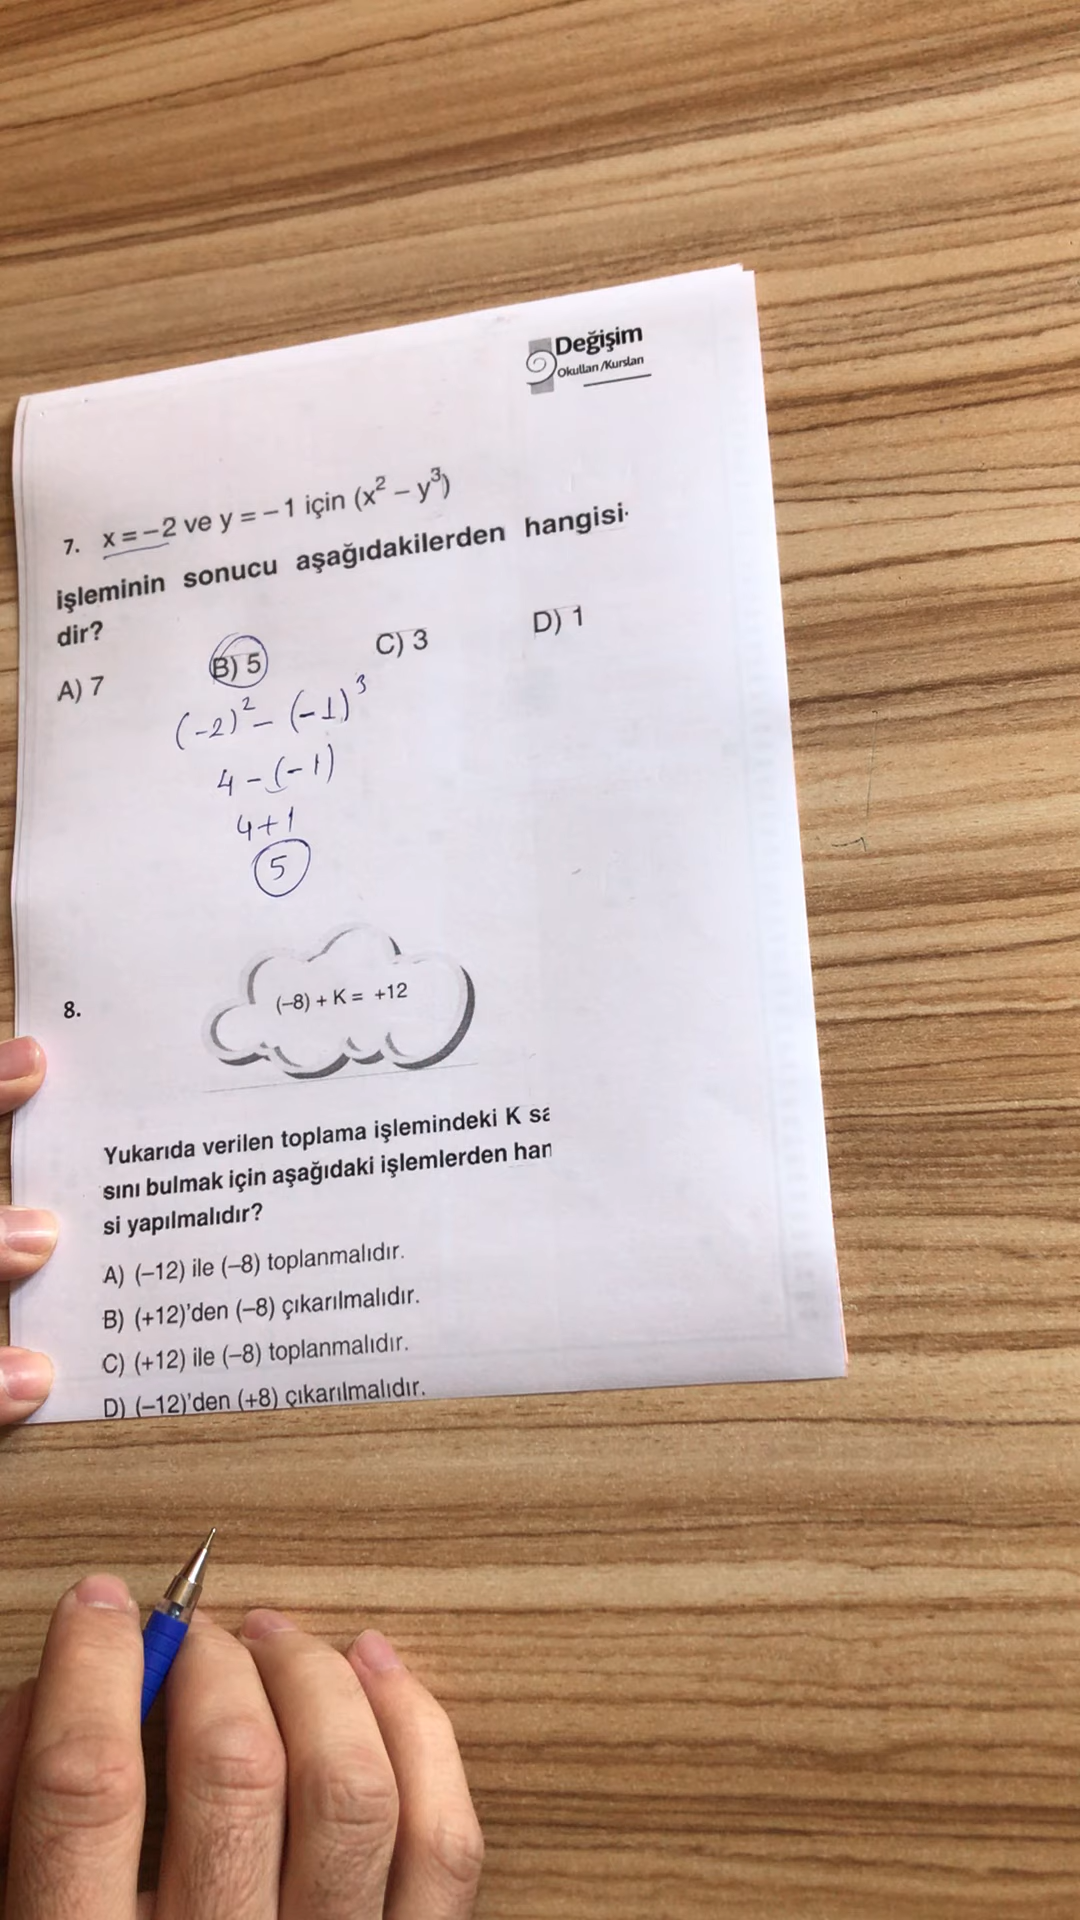 Değişim
Okulları/Kursları
7. x = -2 ve y = -1 için (x² - y³)
işleminin sonucu aşağıdakilerden hangisi-
dir?
A) 7 B) 5 C) 3 D) 1
(-2)² - (-1)³
4 - (-1)
4+1
5
8.
(-8) + K = +12
Yukarıda verilen toplama işlemindeki K
sını bulmak için aşağıdaki işlemlerden han
si yapılmalıdır?
A) (-12) ile (-8) toplanmalıdır.
B) (+12)'den (-8) çıkarılmalıdır.
C) (+12) ile (-8) toplanmalıdır.
D) (-12)'den (+8) çıkarılmalıdır.